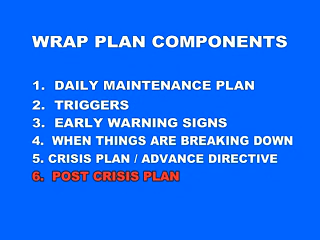 WRAP PLAN COMPONENTS
1. DAILY MAINTENANCE PLAN
2. TRIGGERS
3. EARLY WARNING SIGNS
4. WHEN THINGS ARE BREAKING DOWN
5. CRISIS PLAN / ADVANCE DIRECTIVE
6. POST CRISIS PLAN